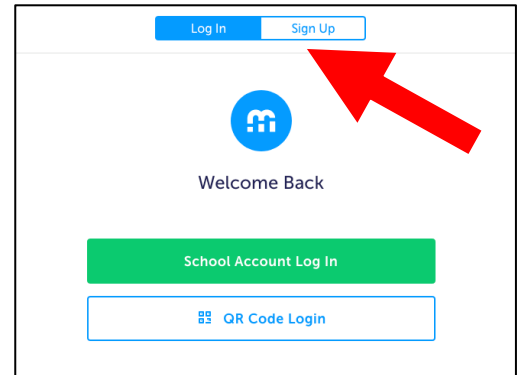 Log In Sign Up
Welcome Back
School Account Log In
QR Code Login